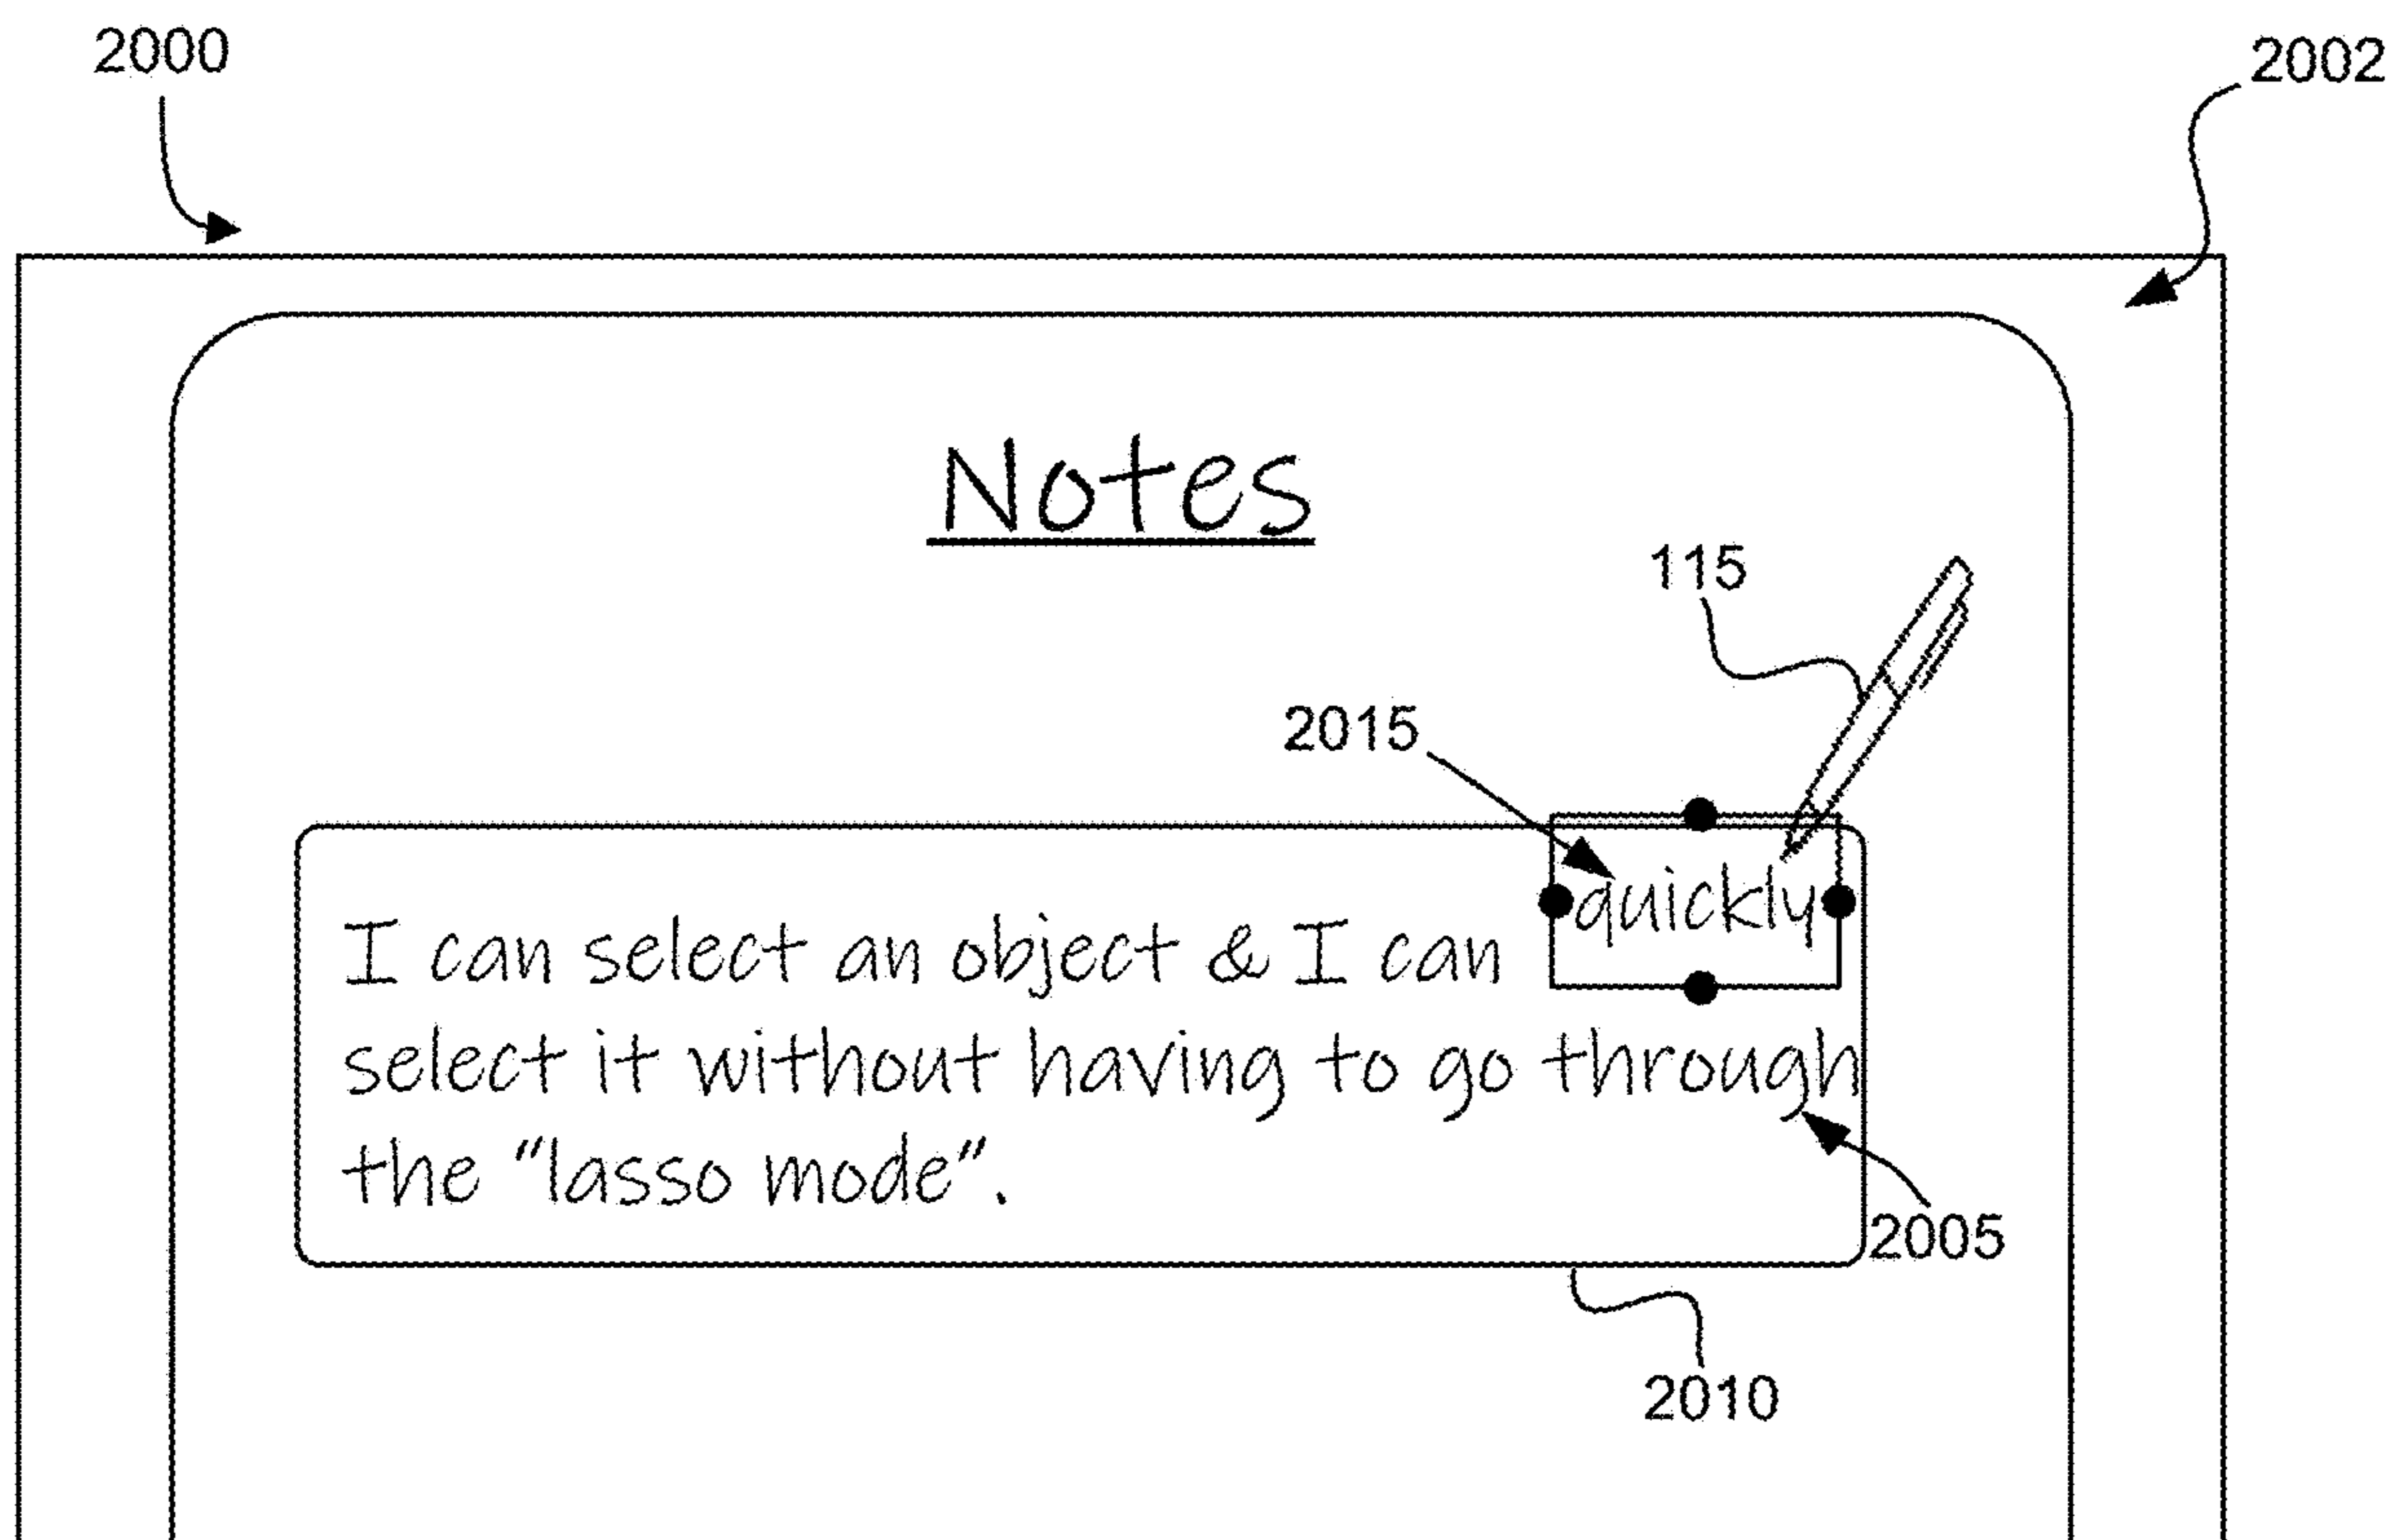 2000
2002
Notes
115
2015
quickly
I can select an object & I can
select it without having to go through
the "lasso mode".
2005
2010